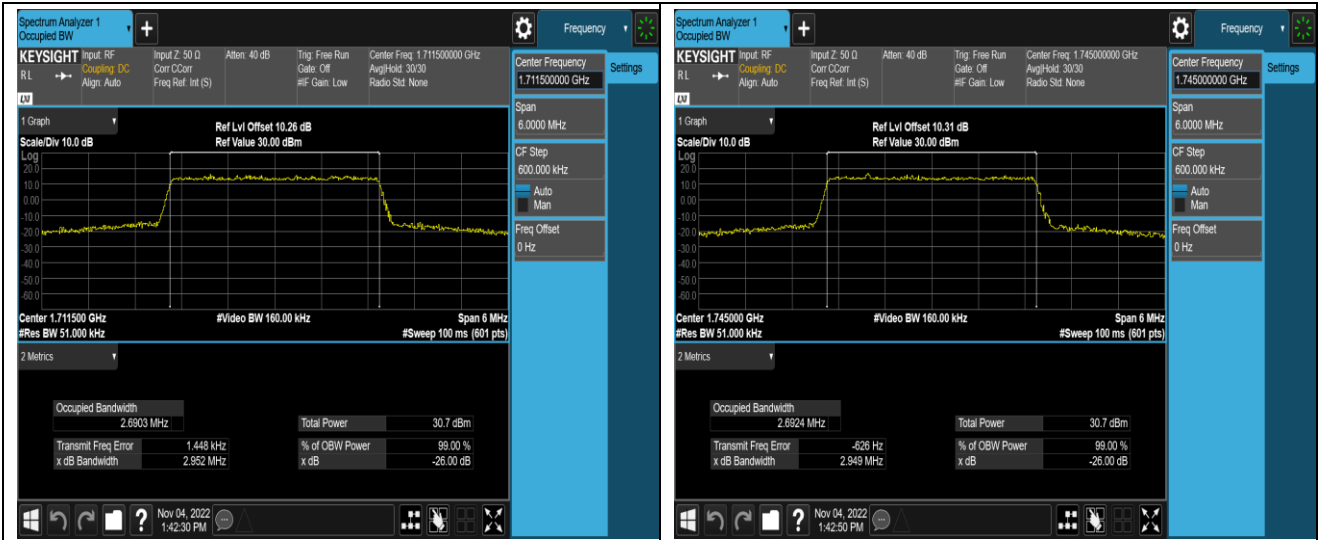 Spectrum Analyzer 1
Occupied BW
+
Frequency
KEYSIGHT
Input: RF
Input Z: 50 Ω
Atten: 40 dB
Trig: Free Run
Center Freq: 1.711500000 GHz
RL
Coupling: DC
Corr CCorr
Gate: Off
Avg|Hold: 30/30
Align: Auto
Freq Ref: Int (S)
#IF Gain: Low
Radio Std: None
Center Frequency
1.711500000 GHz
Settings
Span
6.0000 MHz
CF Step
600.000 kHz
Auto
Man
Freq Offset
0 Hz
1 Graph
Ref Lvl Offset 10.26 dB
Scale/Div 10.0 dB
Ref Value 30.00 dBm
Log
20.0
10.0
0.00
-10.0
-20.0
-30.0
-40.0
-50.0
-60.0
Center 1.711500 GHz
#Video BW 160.00 kHz
Span 6 MHz
#Res BW 51.000 kHz
#Sweep 100 ms (601 pts)
2 Metrics
Occupied Bandwidth
2.6903 MHz
Total Power
30.7 dBm
Transmit Freq Error
1.448 kHz
% of OBW Power
99.00 %
x dB Bandwidth
2.952 MHz
x dB
-26.00 dB
?
Nov 04, 2022
1:42:30 PM
Spectrum Analyzer 1
Occupied BW
+
Frequency
KEYSIGHT
Input: RF
Input Z: 50 Ω
Atten: 40 dB
Trig: Free Run
Center Freq: 1.745000000 GHz
RL
Coupling: DC
Corr CCorr
Gate: Off
Avg|Hold: 30/30
Align: Auto
Freq Ref: Int (S)
#IF Gain: Low
Radio Std: None
Center Frequency
1.745000000 GHz
Settings
Span
6.0000 MHz
CF Step
600.000 kHz
Auto
Man
Freq Offset
0 Hz
1 Graph
Ref Lvl Offset 10.31 dB
Scale/Div 10.0 dB
Ref Value 30.00 dBm
Log
20.0
10.0
0.00
-10.0
-20.0
-30.0
-40.0
-50.0
-60.0
Center 1.745000 GHz
#Video BW 160.00 kHz
Span 6 MHz
#Res BW 51.000 kHz
#Sweep 100 ms (601 pts)
2 Metrics
Occupied Bandwidth
2.6924 MHz
Total Power
30.7 dBm
Transmit Freq Error
-626 Hz
% of OBW Power
99.00 %
x dB Bandwidth
2.949 MHz
x dB
-26.00 dB
?
Nov 04, 2022
1:42:50 PM